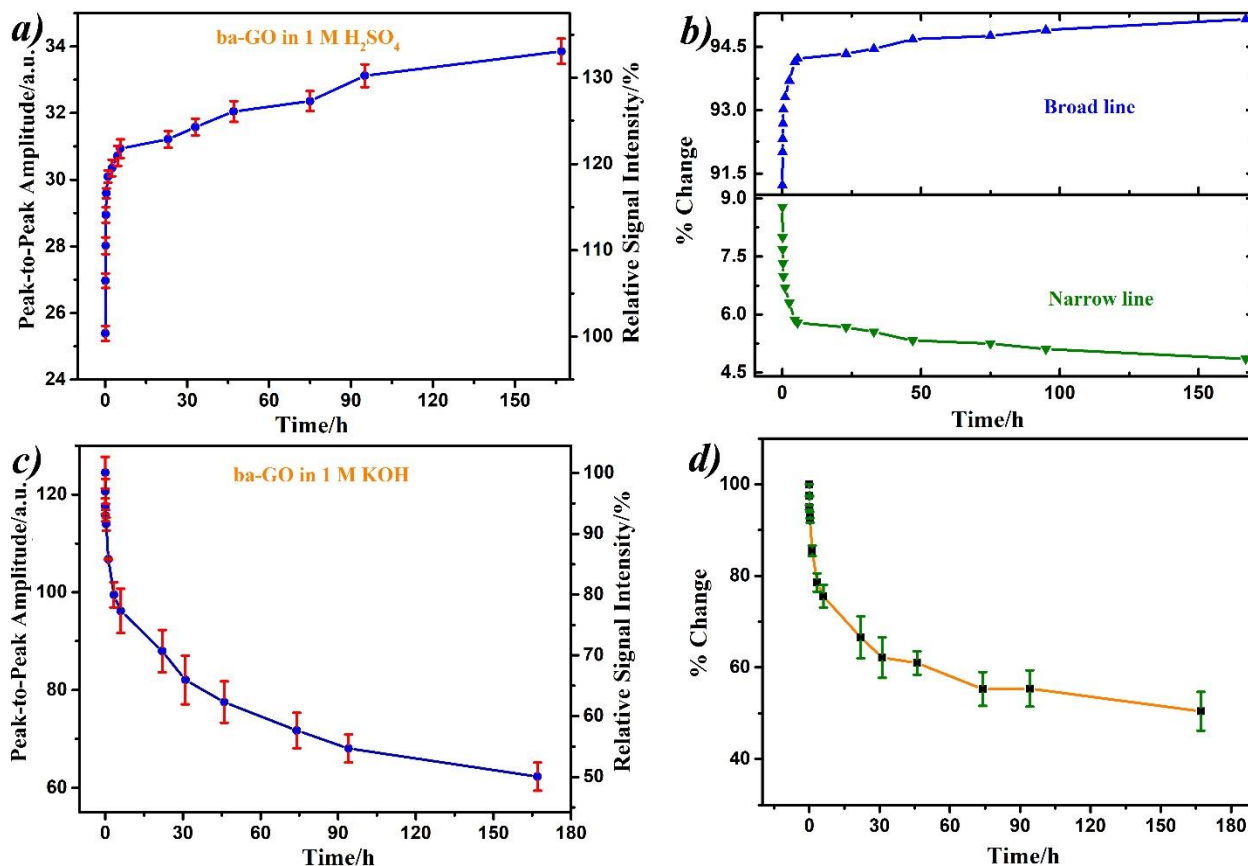 a)
ba-GO in 1 M H₂SO₄
Peak-to-Peak Amplitude/a.u.
34
32
30
28
26
24
Relative Signal Intensity/%
130
120
110
100
0 30 60 90 120 150
Time/h
b)
% Change
94.5
93.0
91.5
Broad line
9.0
7.5
6.0
4.5
Narrow line
0 50 100 150
Time/h
c)
ba-GO in 1 M KOH
Peak-to-Peak Amplitude/a.u.
120
100
80
60
Relative Signal Intensity/%
100
90
80
70
60
50
0 30 60 90 120 150 180
Time/h
d)
% Change
100
80
60
40
0 30 60 90 120 150 180
Time/h